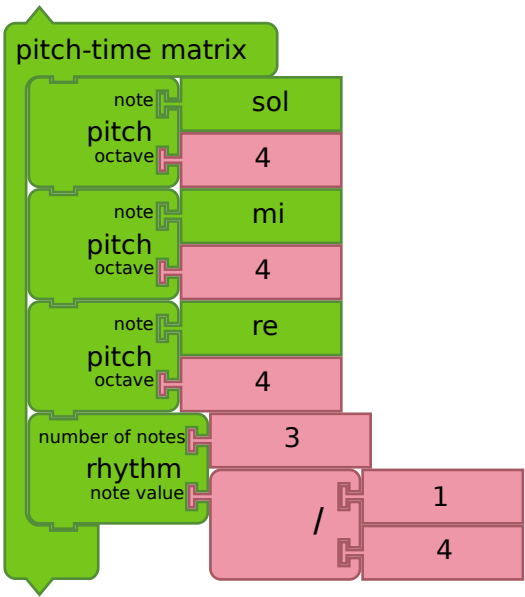 pitch-time matrix
note sol
pitch
octave 4
note mi
pitch
octave 4
note re
pitch
octave 4
number of notes 3
rhythm
note value / 1
4